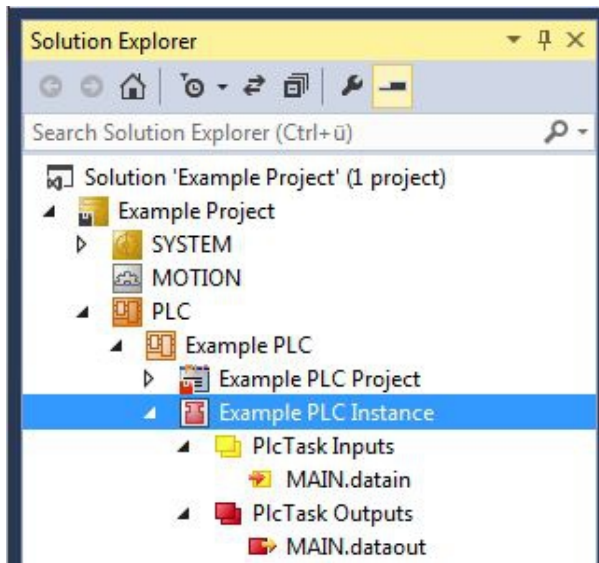 Solution Explorer
Search Solution Explorer (Ctrl+ü)
Solution 'Example Project' (1 project)
Example Project
SYSTEM
MOTION
PLC
Example PLC
Example PLC Project
Example PLC Instance
PlcTask Inputs
MAIN.datain
PlcTask Outputs
MAIN.dataout